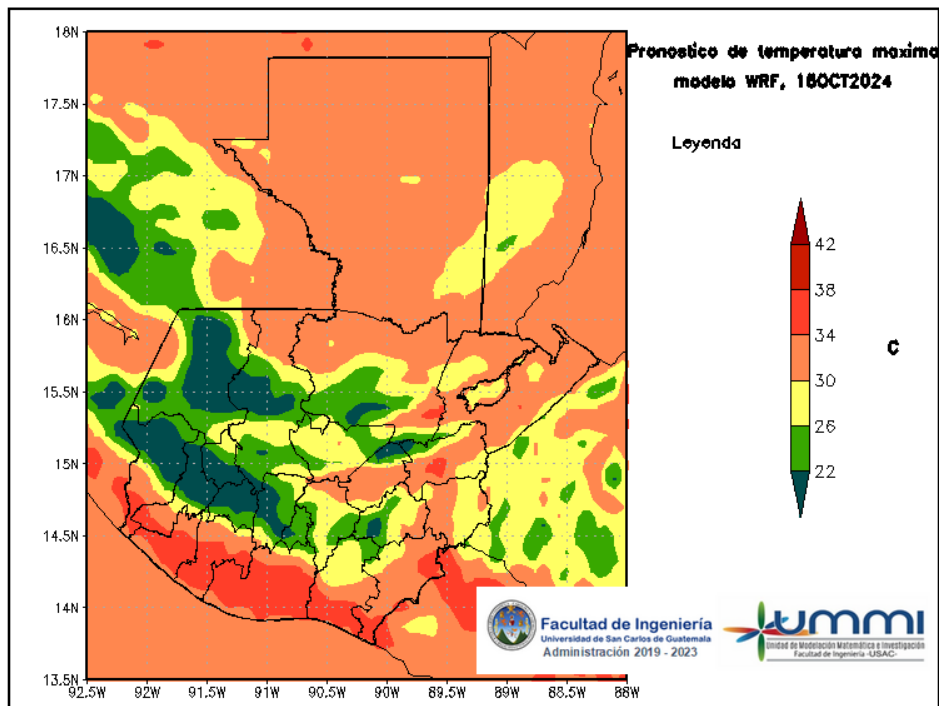 18N
17.5N
17N
16.5N
16N
15.5N
15N
14.5N
14N
13.5N
92.5W
92W
91.5W
91W
90.5W
90W
89.5W
89W
88.5W
88W
Pronostico de temperatura maxima
modelo WRF, 18OCT2024
Leyenda
42
38
34
30
26
22
C
Facultad de Ingeniería
Universidad de San Carlos de Guatemala
Administración 2019 - 2023
ummi
Unidad de Modelación Matemática e Investigación
Facultad de Ingeniería -USAC-